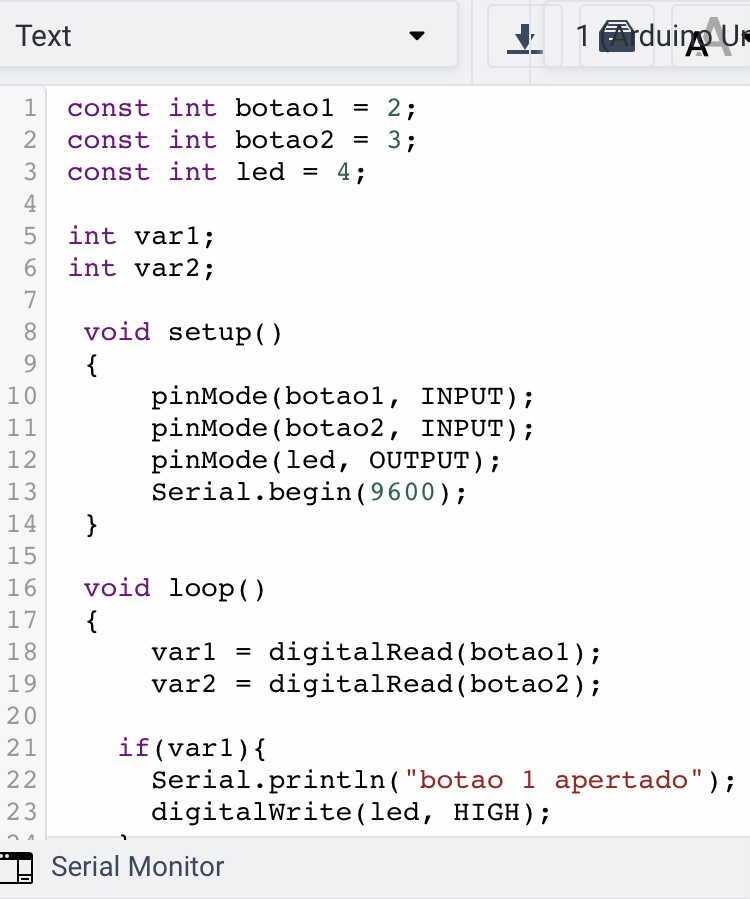 Text
1 (Arduino Un
1 const int botao1 = 2;
2 const int botao2 = 3;
3 const int led = 4;
4
5 int var1;
6 int var2;
7
8 void setup()
9 {
10 pinMode(botao1, INPUT);
11 pinMode(botao2, INPUT);
12 pinMode(led, OUTPUT);
13 Serial.begin(9600);
14 }
15
16 void loop()
17 {
18 var1 = digitalRead(botao1);
19 var2 = digitalRead(botao2);
20
21 if(var1){
22 Serial.println("botao 1 apertado");
23 digitalWrite(led, HIGH);
Serial Monitor